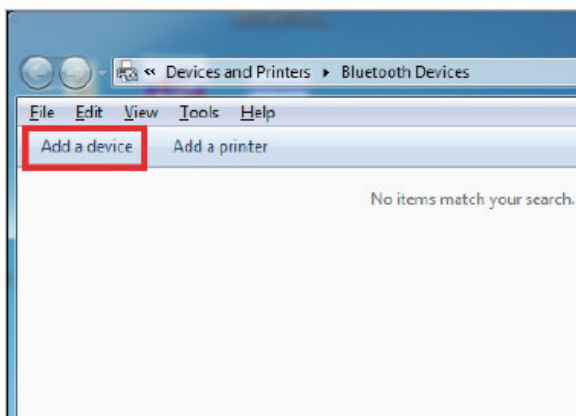 « Devices and Printers ▸ Bluetooth Devices
File Edit View Tools Help
Add a device Add a printer
No items match your search.